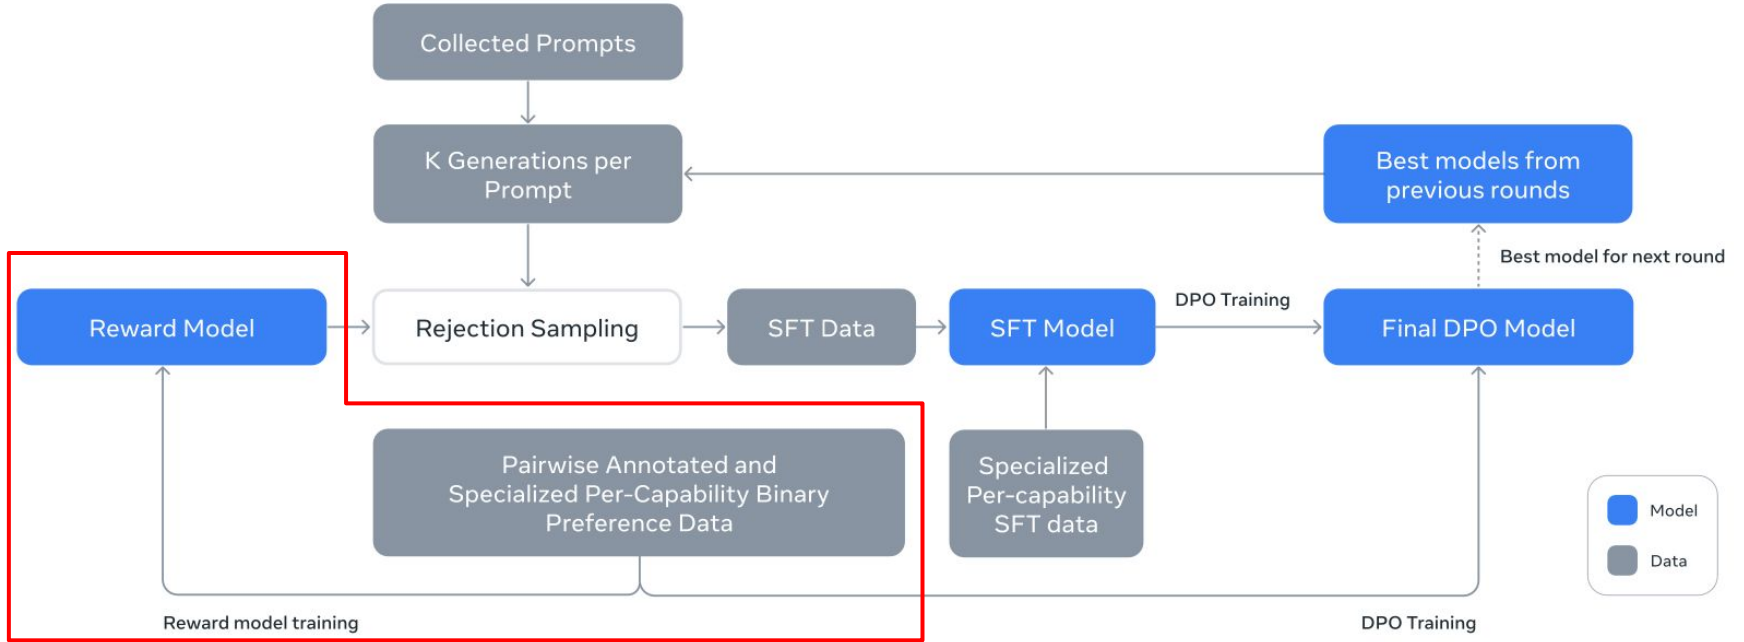 Collected Prompts
K Generations per
Prompt
Best models from
previous rounds
Best model for next round
Reward Model
Rejection Sampling
SFT Data
SFT Model
DPO Training
Final DPO Model
Pairwise Annotated and
Specialized Per-Capability Binary
Preference Data
Specialized
Per-capability
SFT data
Model
Data
Reward model training
DPO Training